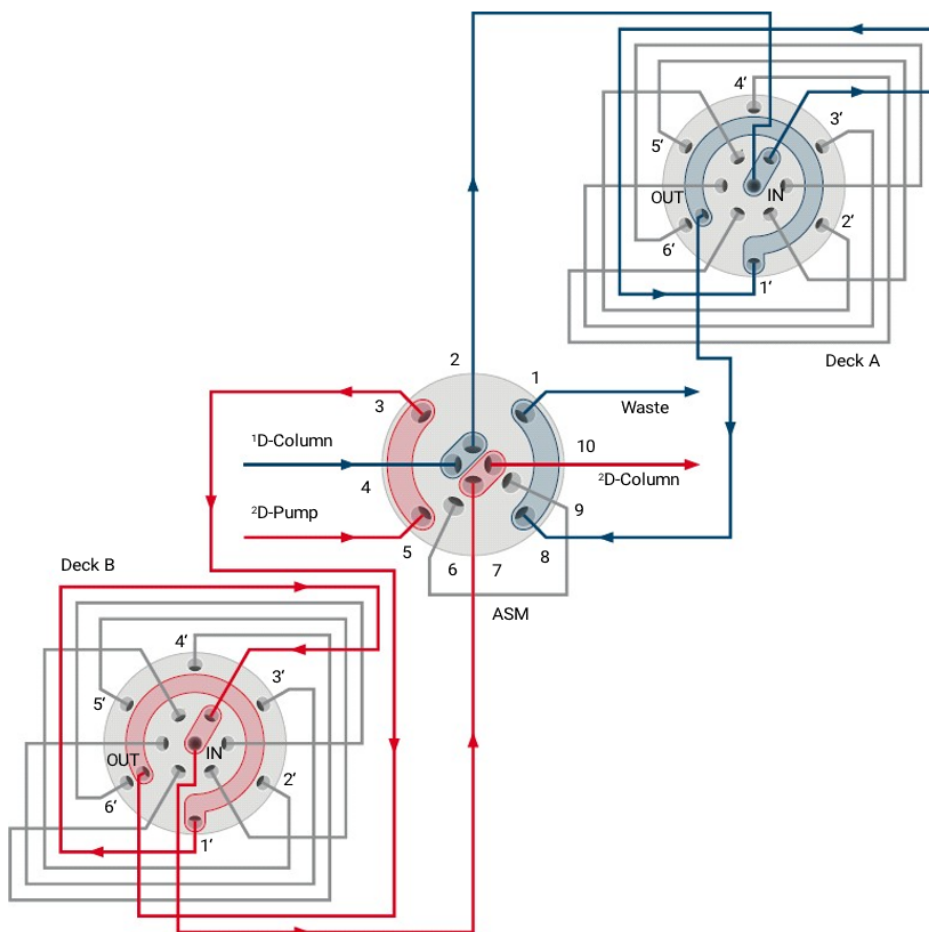 4′
3′
5′
OUT
IN
2′
6′
1′
Deck A
2
1
3
Waste
¹D-Column
10
4
²D-Column
²D-Pump
9
5
6
7
8
ASM
Deck B
4′
3′
5′
OUT
IN
2′
6′
1′